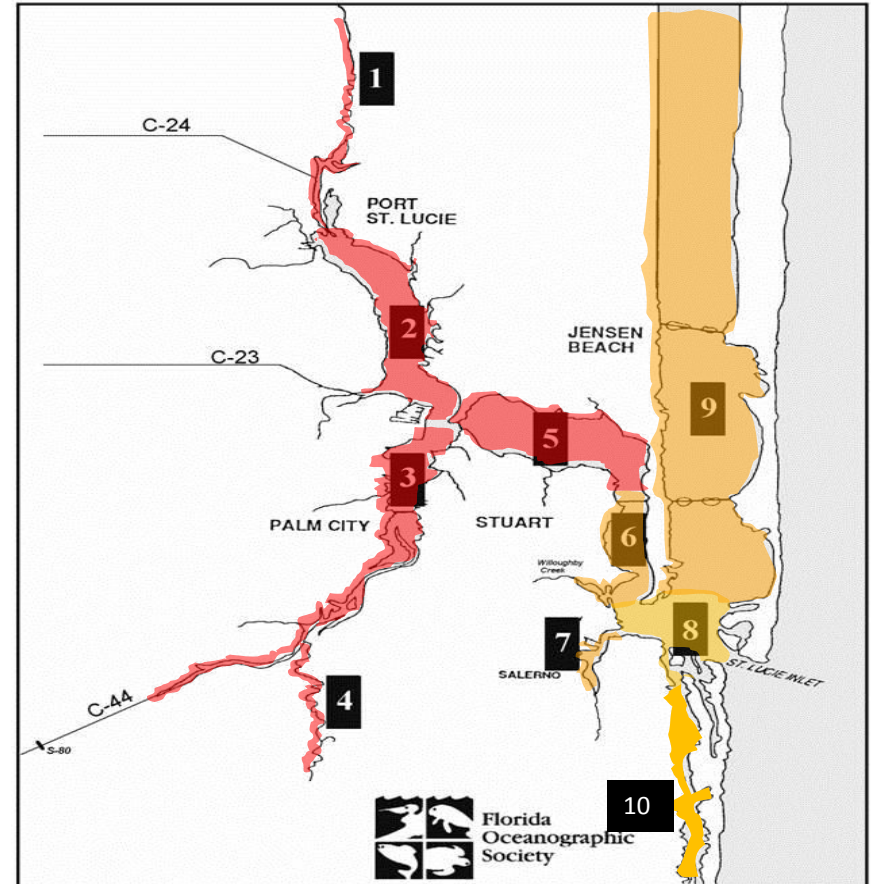 1
C-24
PORT
ST. LUCIE
2
JENSEN
BEACH
C-23
9
5
3
PALM CITY
STUART
6
Willoughby
Creek
8
7
ST. LUCIE INLET
SALERNO
4
C-44
S-80
10
Florida
Oceanographic
Society